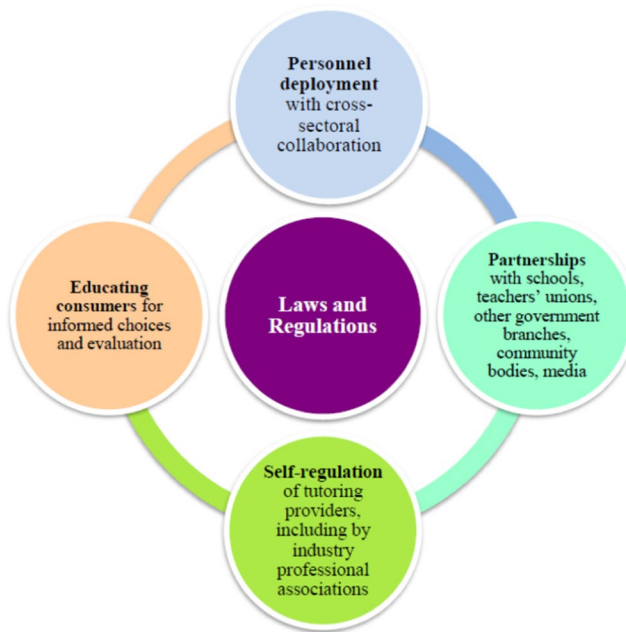 Personnel
deployment
with cross-
sectoral
collaboration
Educating
consumers for
informed choices
and evaluation
Laws and
Regulations
Partnerships
with schools,
teachers’ unions,
other government
branches,
community
bodies, media
Self-regulation
of tutoring
providers,
including by
industry
professional
associations